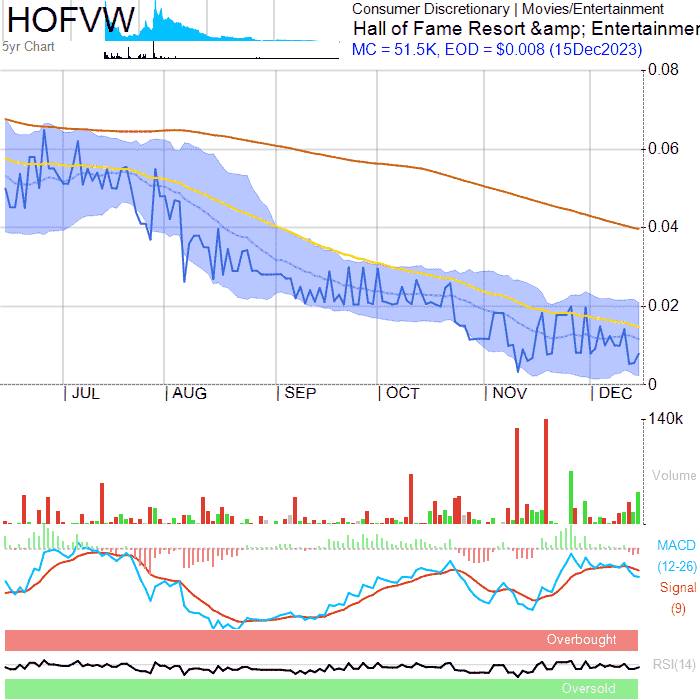 HOFVW
Consumer Discretionary | Movies/Entertainment
Hall of Fame Resort &amp; Entertainmen
5yr Chart
MC = 51.5K, EOD = $0.008 (15Dec2023)
0.08
0.06
0.04
0.02
0
| JUL
| AUG
| SEP
| OCT
| NOV
| DEC
140k
Volume
MACD
(12-26)
Signal
(9)
Overbought
RSI(14)
Oversold